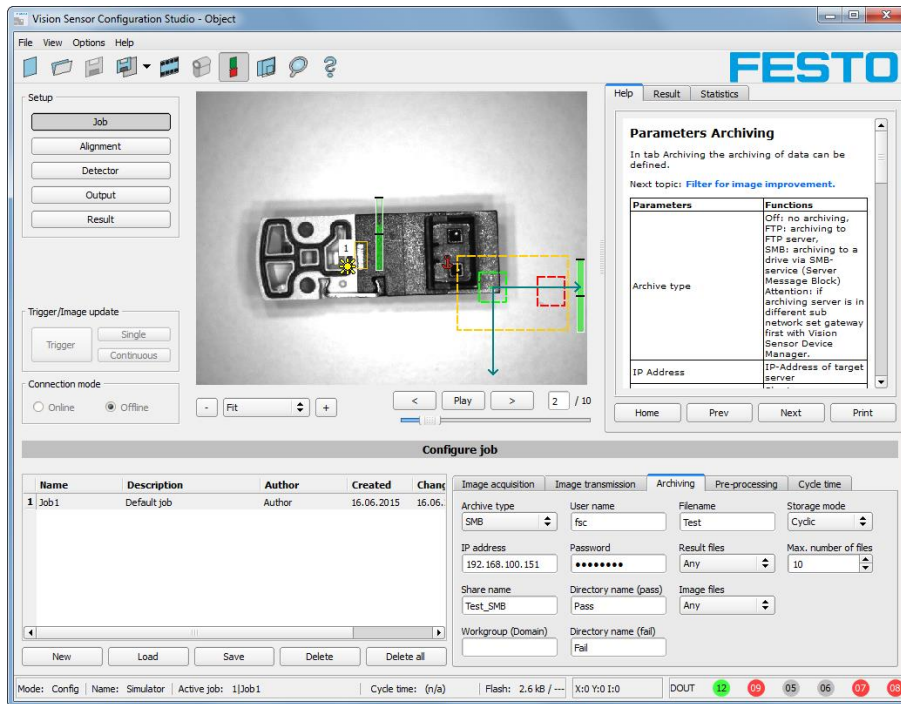 Vision Sensor Configuration Studio - Object
File View Options Help
FESTO
Setup
Job
Alignment
Detector
Output
Result
Trigger/Image update
Trigger
Single
Continuous
Connection mode
Online
Offline
1
- Fit +
< Play > 2 / 10
Help Result Statistics
Parameters Archiving
In tab Archiving the archiving of data can be
defined.
Next topic: Filter for image improvement.
Parameters Functions
Archive type
Off: no archiving,
FTP: archiving to
FTP server,
SMB: archiving to a
drive via SMB-
service (Server
Message Block)
Attention: if
archiving server is in
different sub
network set gateway
first with Vision
Sensor Device
Manager.
IP Address
IP-Address of target
server
Home Prev Next Print
Configure job
Name Description Author Created Chang
1 Job1 Default job Author 16.06.2015 16.06.
New Load Save Delete Delete all
Image acquisition Image transmission Archiving Pre-processing Cycle time
Archive type User name Filename Storage mode
SMB fsc Test Cyclic
IP address Password Result files Max. number of files
192.168.100.151 ●●●●●●●● Any 10
Share name Directory name (pass) Image files
Test_SMB Pass Any
Workgroup (Domain) Directory name (fail)
Fail
Mode: Config Name: Simulator Active job: 1|Job1 Cycle time: (n/a) Flash: 2.6 kB / --- X:0 Y:0 I:0 DOUT 12 09 05 06 07 08